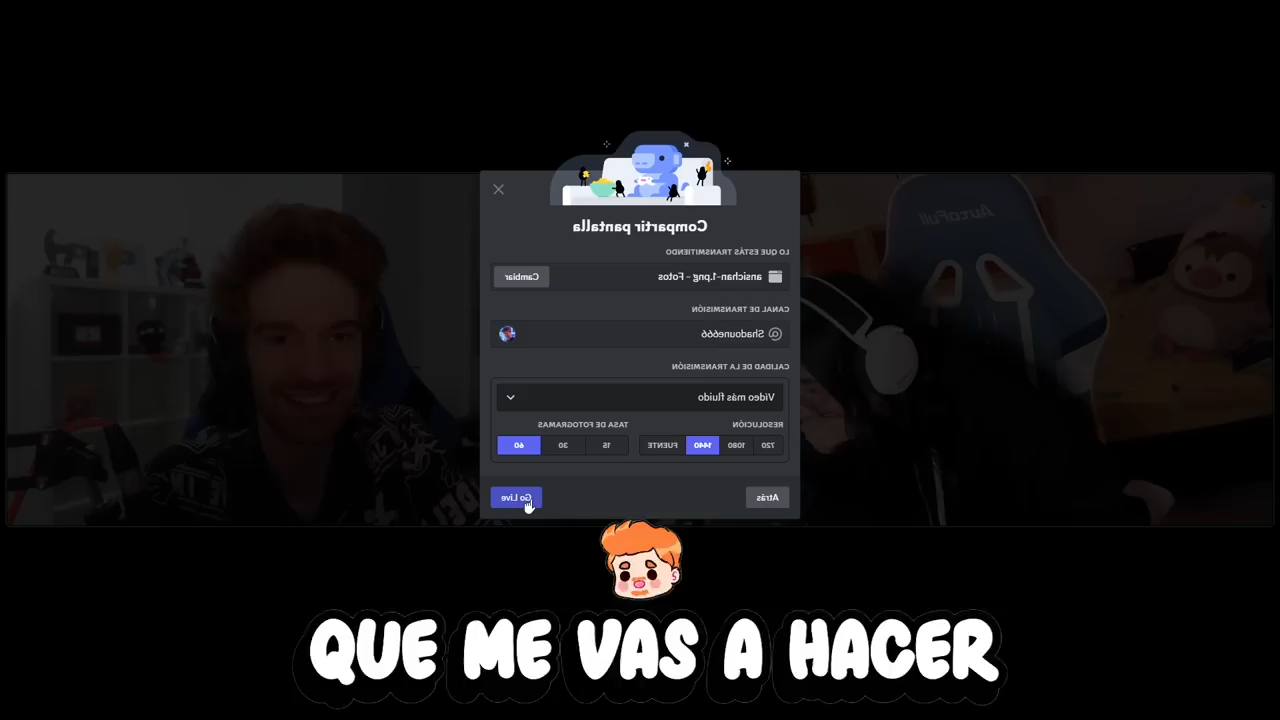 AutoFull
Compartir pantalla
LO QUE ESTÁS TRANSMITIENDO
ansichan-1.png - Fotos
Cambiar
CANAL DE TRANSMISIÓN
Shadoune666
CALIDAD DE LA TRANSMISIÓN
Vídeo más fluido
RESOLUCIÓN TASA DE FOTOGRAMAS
720 1080 1440 FUENTE 15 30 60
Atrás Go Live
QUE ME VAS A HACER